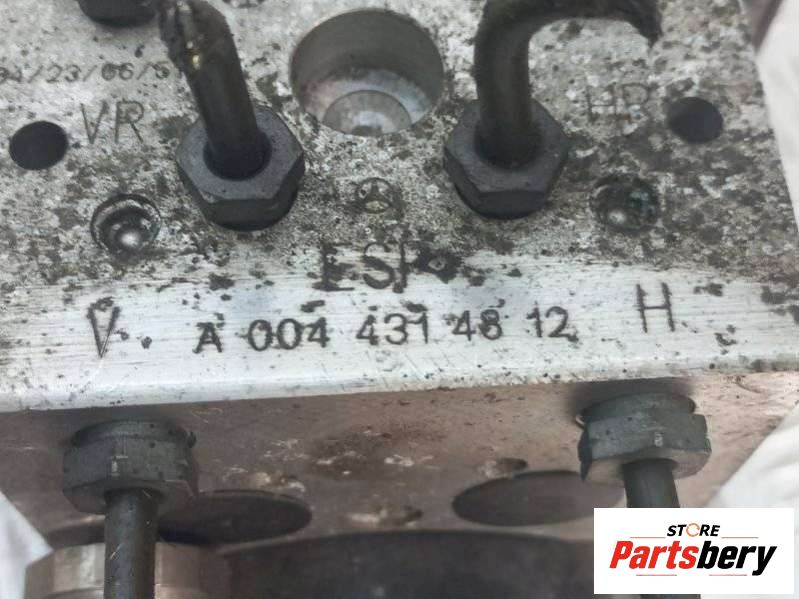 VR
HR
ESP
V. A 004 431 48 12 H
STORE
Partsbery